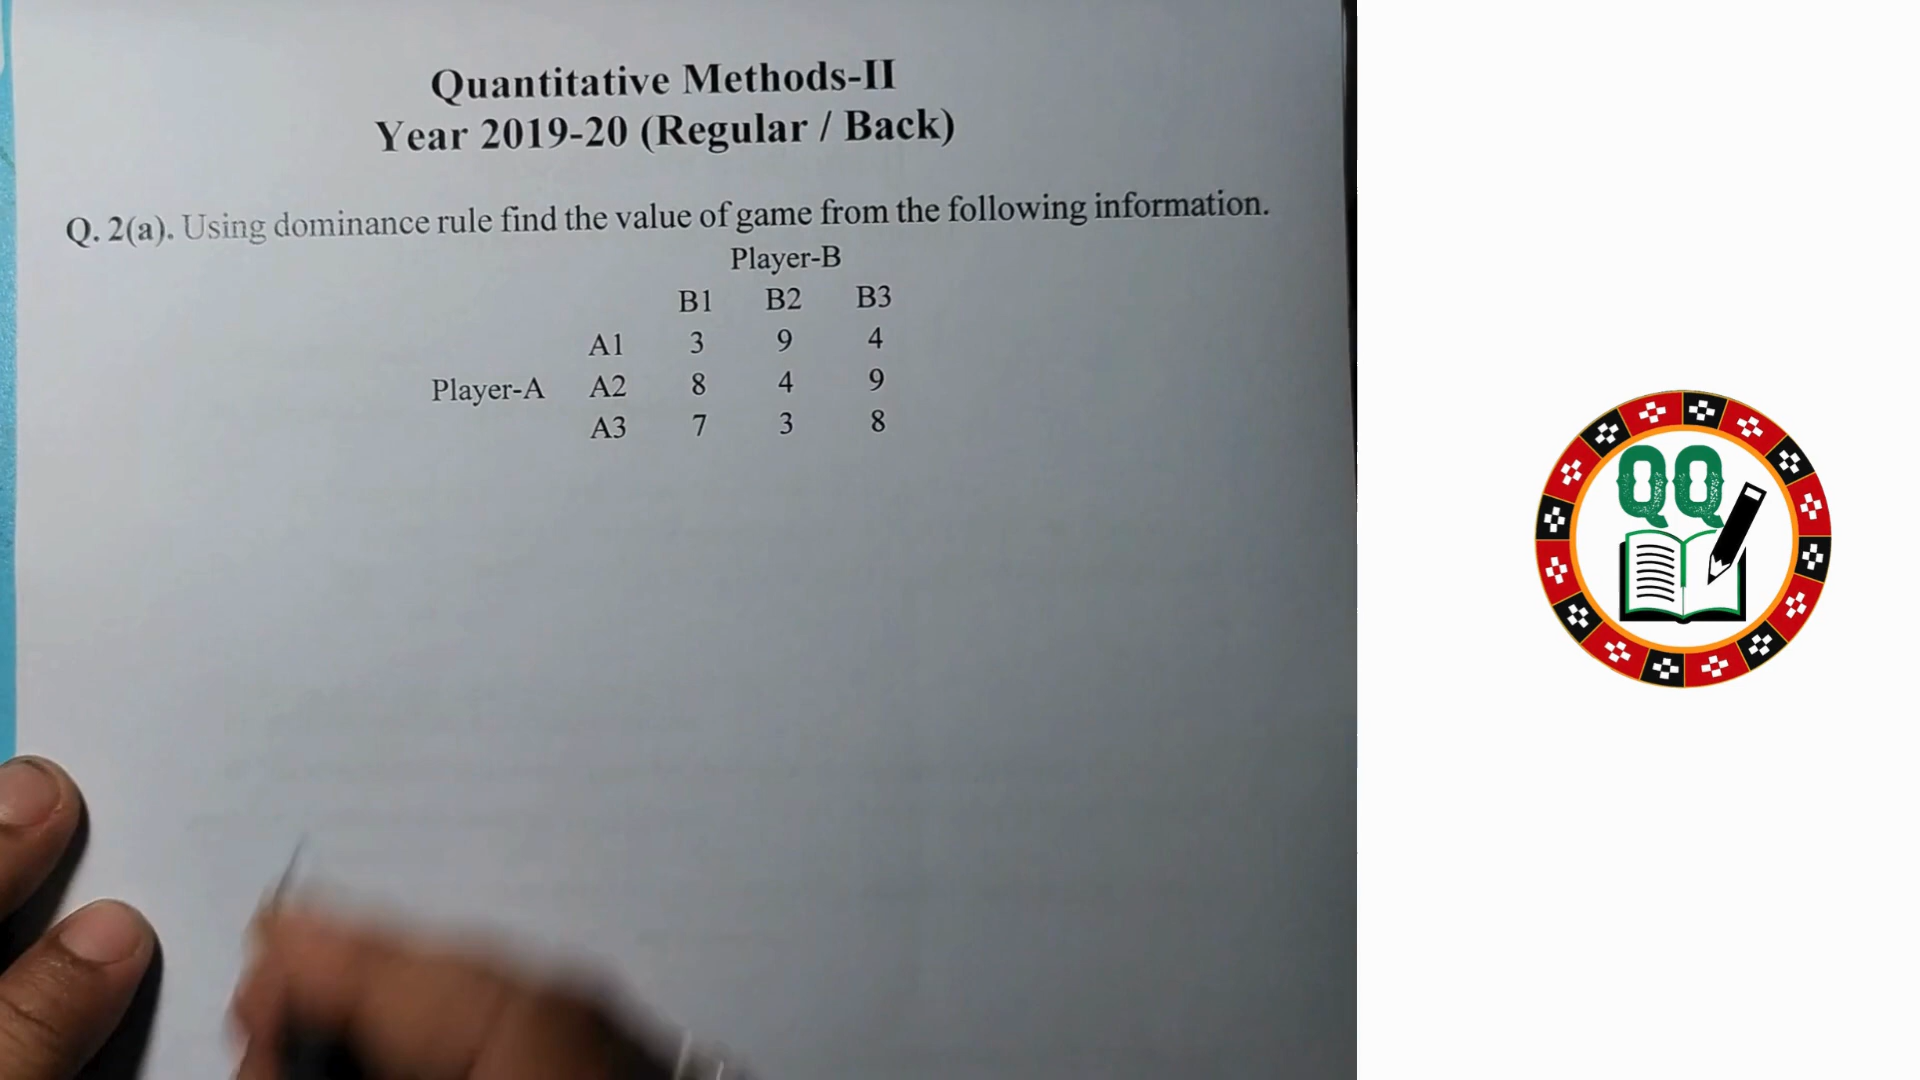 Quantitative Methods-II
Year 2019-20 (Regular / Back)
Q. 2(a). Using dominance rule find the value of game from the following information.
Player-B
B1 B2 B3
A1 3 9 4
Player-A A2 8 4 9
A3 7 3 8
QQ